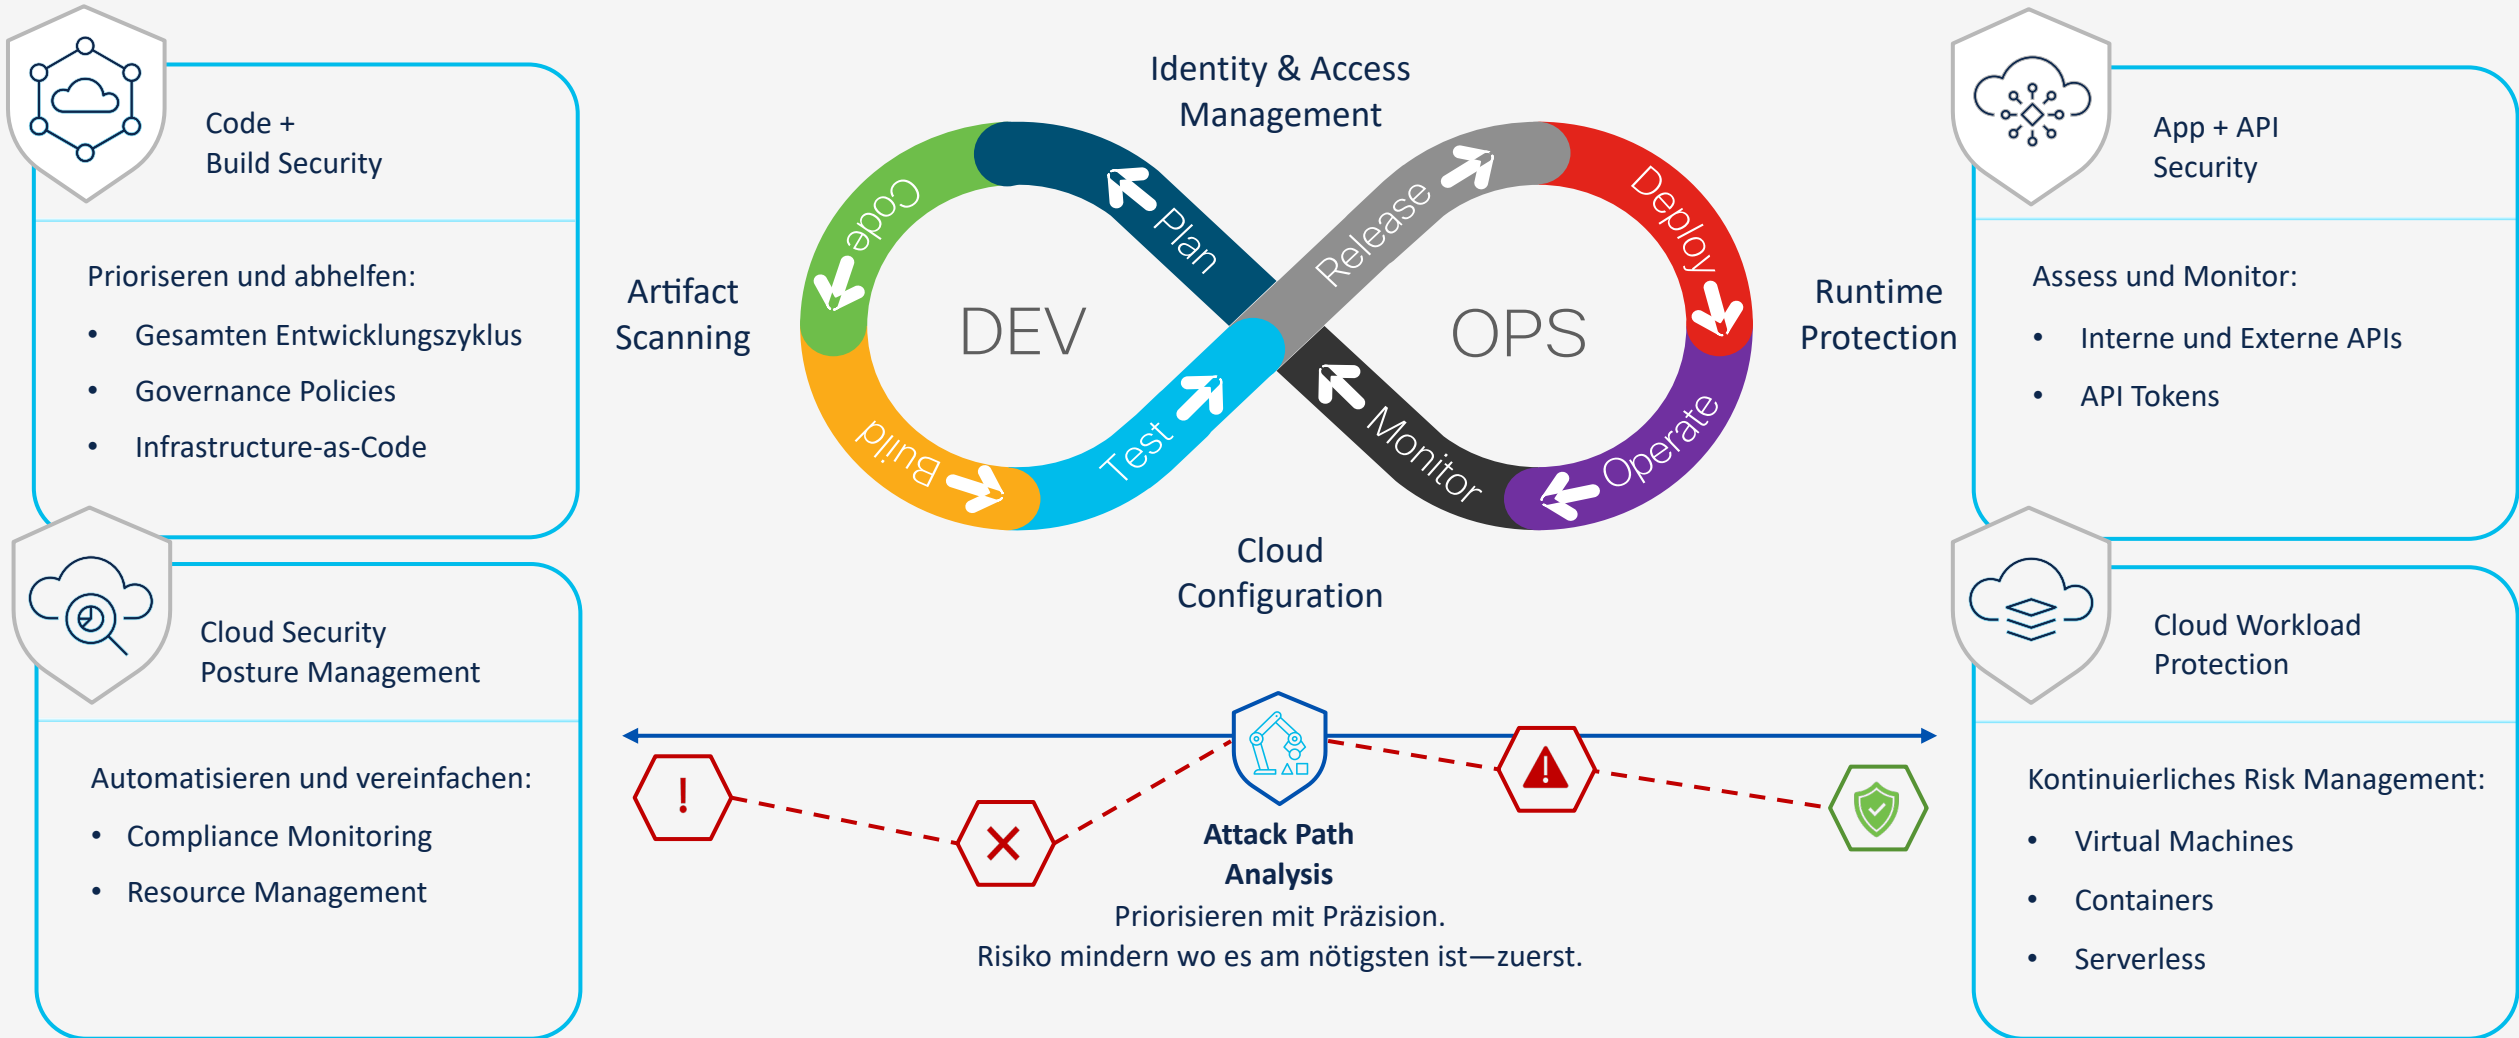 Code +
Build Security
Prioriseren und abhelfen:
• Gesamten Entwicklungszyklus
• Governance Policies
• Infrastructure-as-Code
Cloud Security
Posture Management
Automatisieren und vereinfachen:
• Compliance Monitoring
• Resource Management
Identity & Access
Management
Artifact
Scanning
DEV
OPS
Plan
Code
Build
Test
Release
Deploy
Operate
Monitor
Runtime
Protection
Cloud
Configuration
Attack Path
Analysis
Priorisieren mit Präzision.
Risiko mindern wo es am nötigsten ist—zuerst.
App + API
Security
Assess und Monitor:
• Interne und Externe APIs
• API Tokens
Cloud Workload
Protection
Kontinuierliches Risk Management:
• Virtual Machines
• Containers
• Serverless